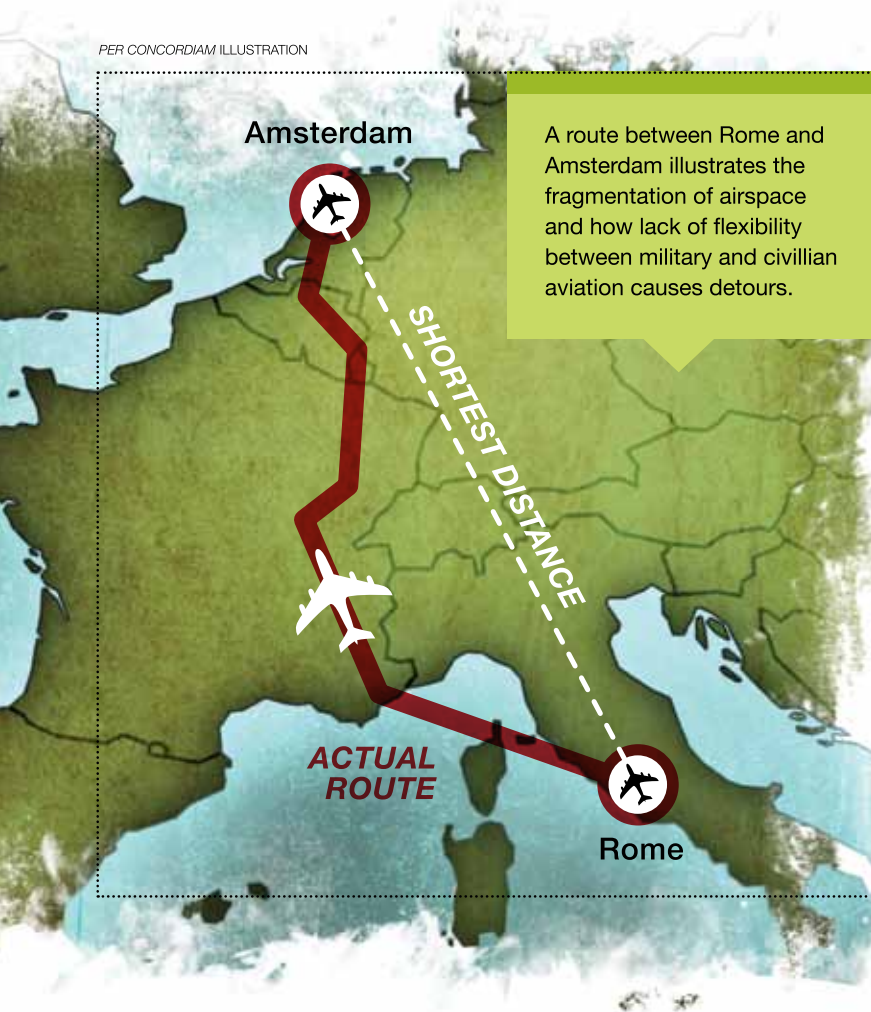 PER CONCORDIAM ILLUSTRATION
Amsterdam
A route between Rome and
Amsterdam illustrates the
fragmentation of airspace
and how lack of flexibility
between military and civillian
aviation causes detours.
SHORTEST DISTANCE
ACTUAL
ROUTE
Rome